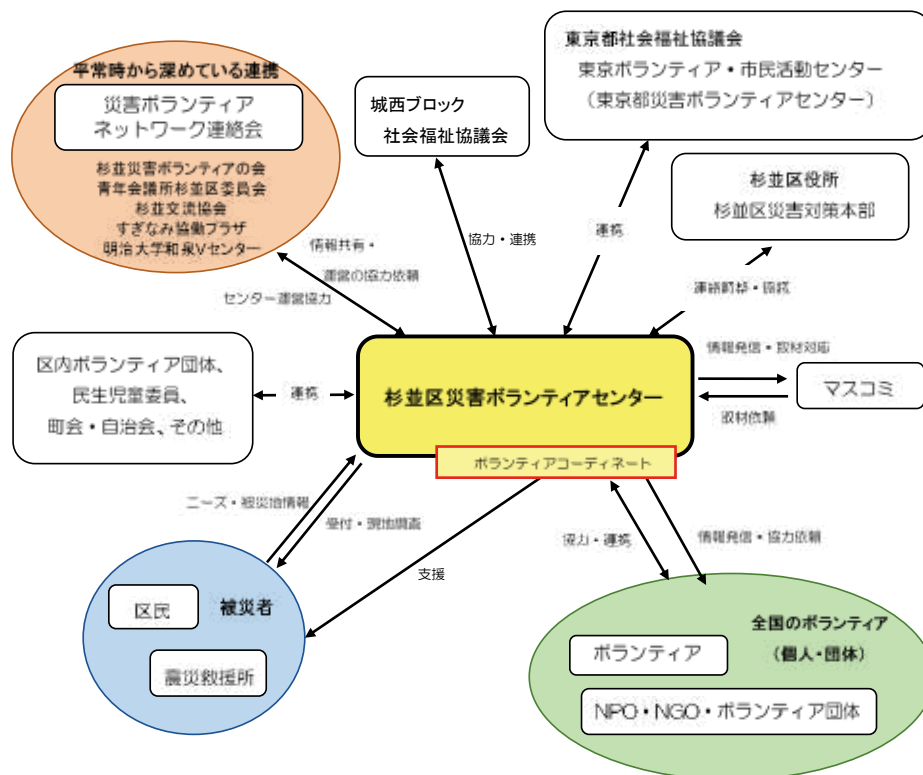 平常時から深めている連携
災害ボランティア
ネットワーク連絡会
杉並災害ボランティアの会
青年会議所杉並区委員会
杉並交流協会
すぎなみ協働プラザ
明治大学和泉Vセンター
城西ブロック
社会福祉協議会
東京都社会福祉協議会
東京ボランティア・市民活動センター
（東京都災害ボランティアセンター）
杉並区役所
杉並区災害対策本部
情報共有・
運営の協力依頼
センター運営協力
協力・連携
連携
連絡調整・協議
区内ボランティア団体、
民生児童委員、
町会・自治会、その他
連携
杉並区災害ボランティアセンター
ボランティアコーディネート
情報発信・取材対応
マスコミ
取材依頼
ニーズ・被災地情報
受付・現地調査
支援
協力・連携
情報発信・協力依頼
区民
被災者
震災救援所
全国のボランティア
（個人・団体）
ボランティア
NPO・NGO・ボランティア団体